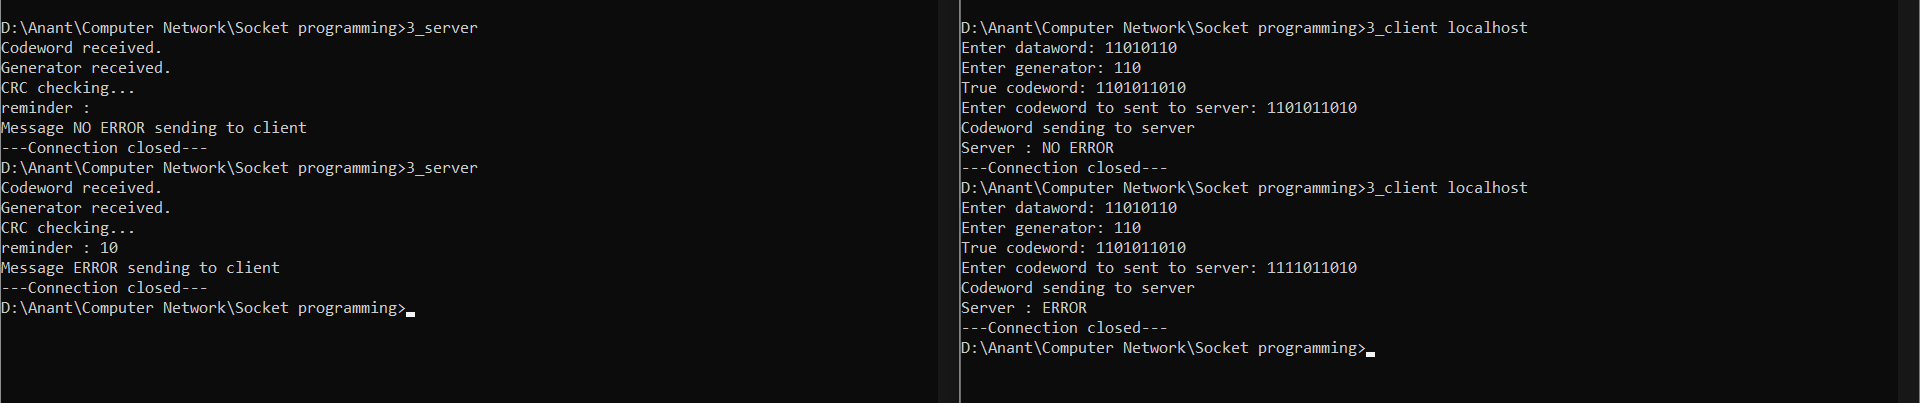 D:\Anant\Computer Network\Socket programming>3_server
Codeword received.
Generator received.
CRC checking...
reminder :
Message NO ERROR sending to client
---Connection closed---
D:\Anant\Computer Network\Socket programming>3_server
Codeword received.
Generator received.
CRC checking...
reminder : 10
Message ERROR sending to client
---Connection closed---
D:\Anant\Computer Network\Socket programming>
D:\Anant\Computer Network\Socket programming>3_client localhost
Enter dataword: 11010110
Enter generator: 110
True codeword: 1101011010
Enter codeword to sent to server: 1101011010
Codeword sending to server
Server : NO ERROR
---Connection closed---
D:\Anant\Computer Network\Socket programming>3_client localhost
Enter dataword: 11010110
Enter generator: 110
True codeword: 1101011010
Enter codeword to sent to server: 1111011010
Codeword sending to server
Server : ERROR
---Connection closed---
D:\Anant\Computer Network\Socket programming>